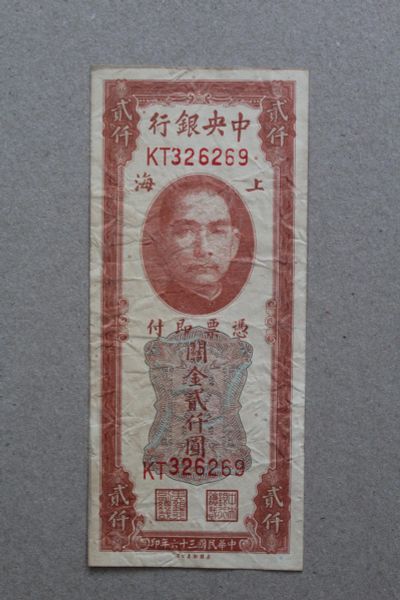 貳仟
貳仟
中央銀行
KT326269
上海
憑票即付
關金貳仟圓
KT326269
貳仟
貳仟
中華民國三十六年印